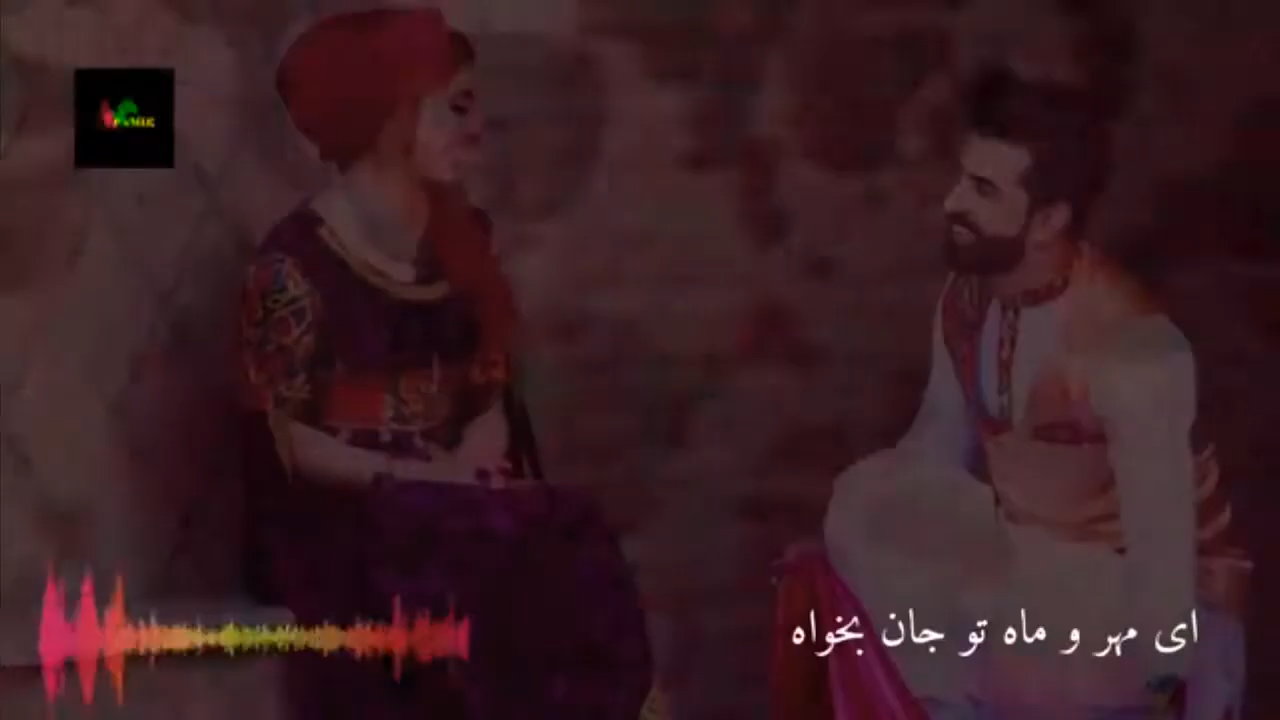 ای مهر و ماه تو جان بخواه